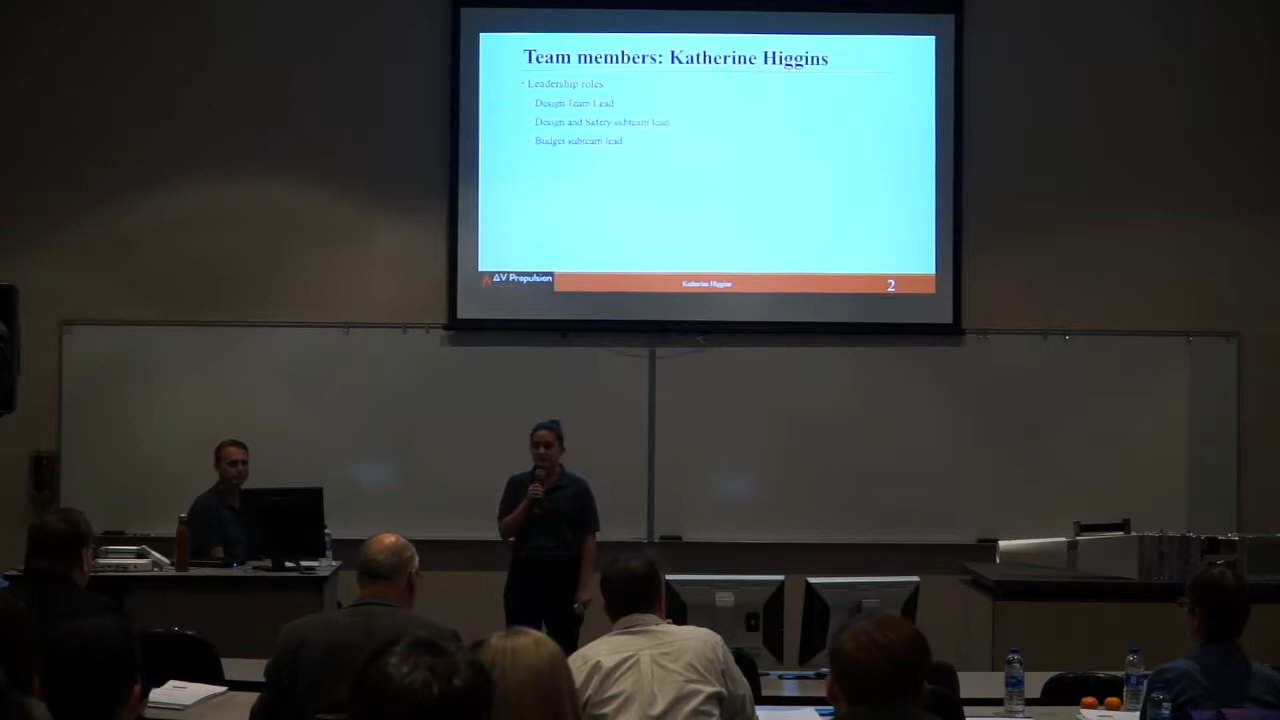 Team members: Katherine Higgins
• Leadership roles
Design Team Lead
Design and Safety subteam lead
Budget subteam lead
ΔV Propulsion
Katherine Higgins
2